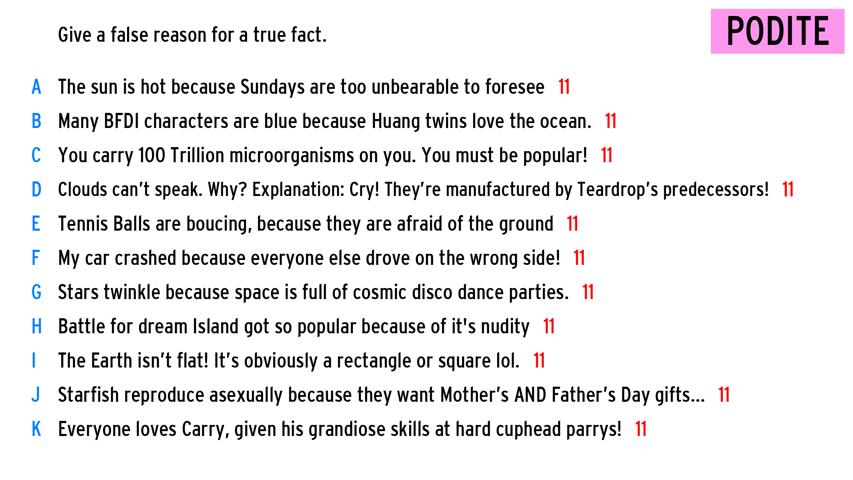 Give a false reason for a true fact.
PODITE
A The sun is hot because Sundays are too unbearable to foresee 11
B Many BFDI characters are blue because Huang twins love the ocean. 11
C You carry 100 Trillion microorganisms on you. You must be popular! 11
D Clouds can't speak. Why? Explanation: Cry! They're manufactured by Teardrop's predecessors! 11
E Tennis Balls are boucing, because they are afraid of the ground 11
F My car crashed because everyone else drove on the wrong side! 11
G Stars twinkle because space is full of cosmic disco dance parties. 11
H Battle for dream Island got so popular because of it's nudity 11
I The Earth isn't flat! It's obviously a rectangle or square lol. 11
J Starfish reproduce asexually because they want Mother's AND Father's Day gifts... 11
K Everyone loves Carry, given his grandiose skills at hard cuphead parrys! 11